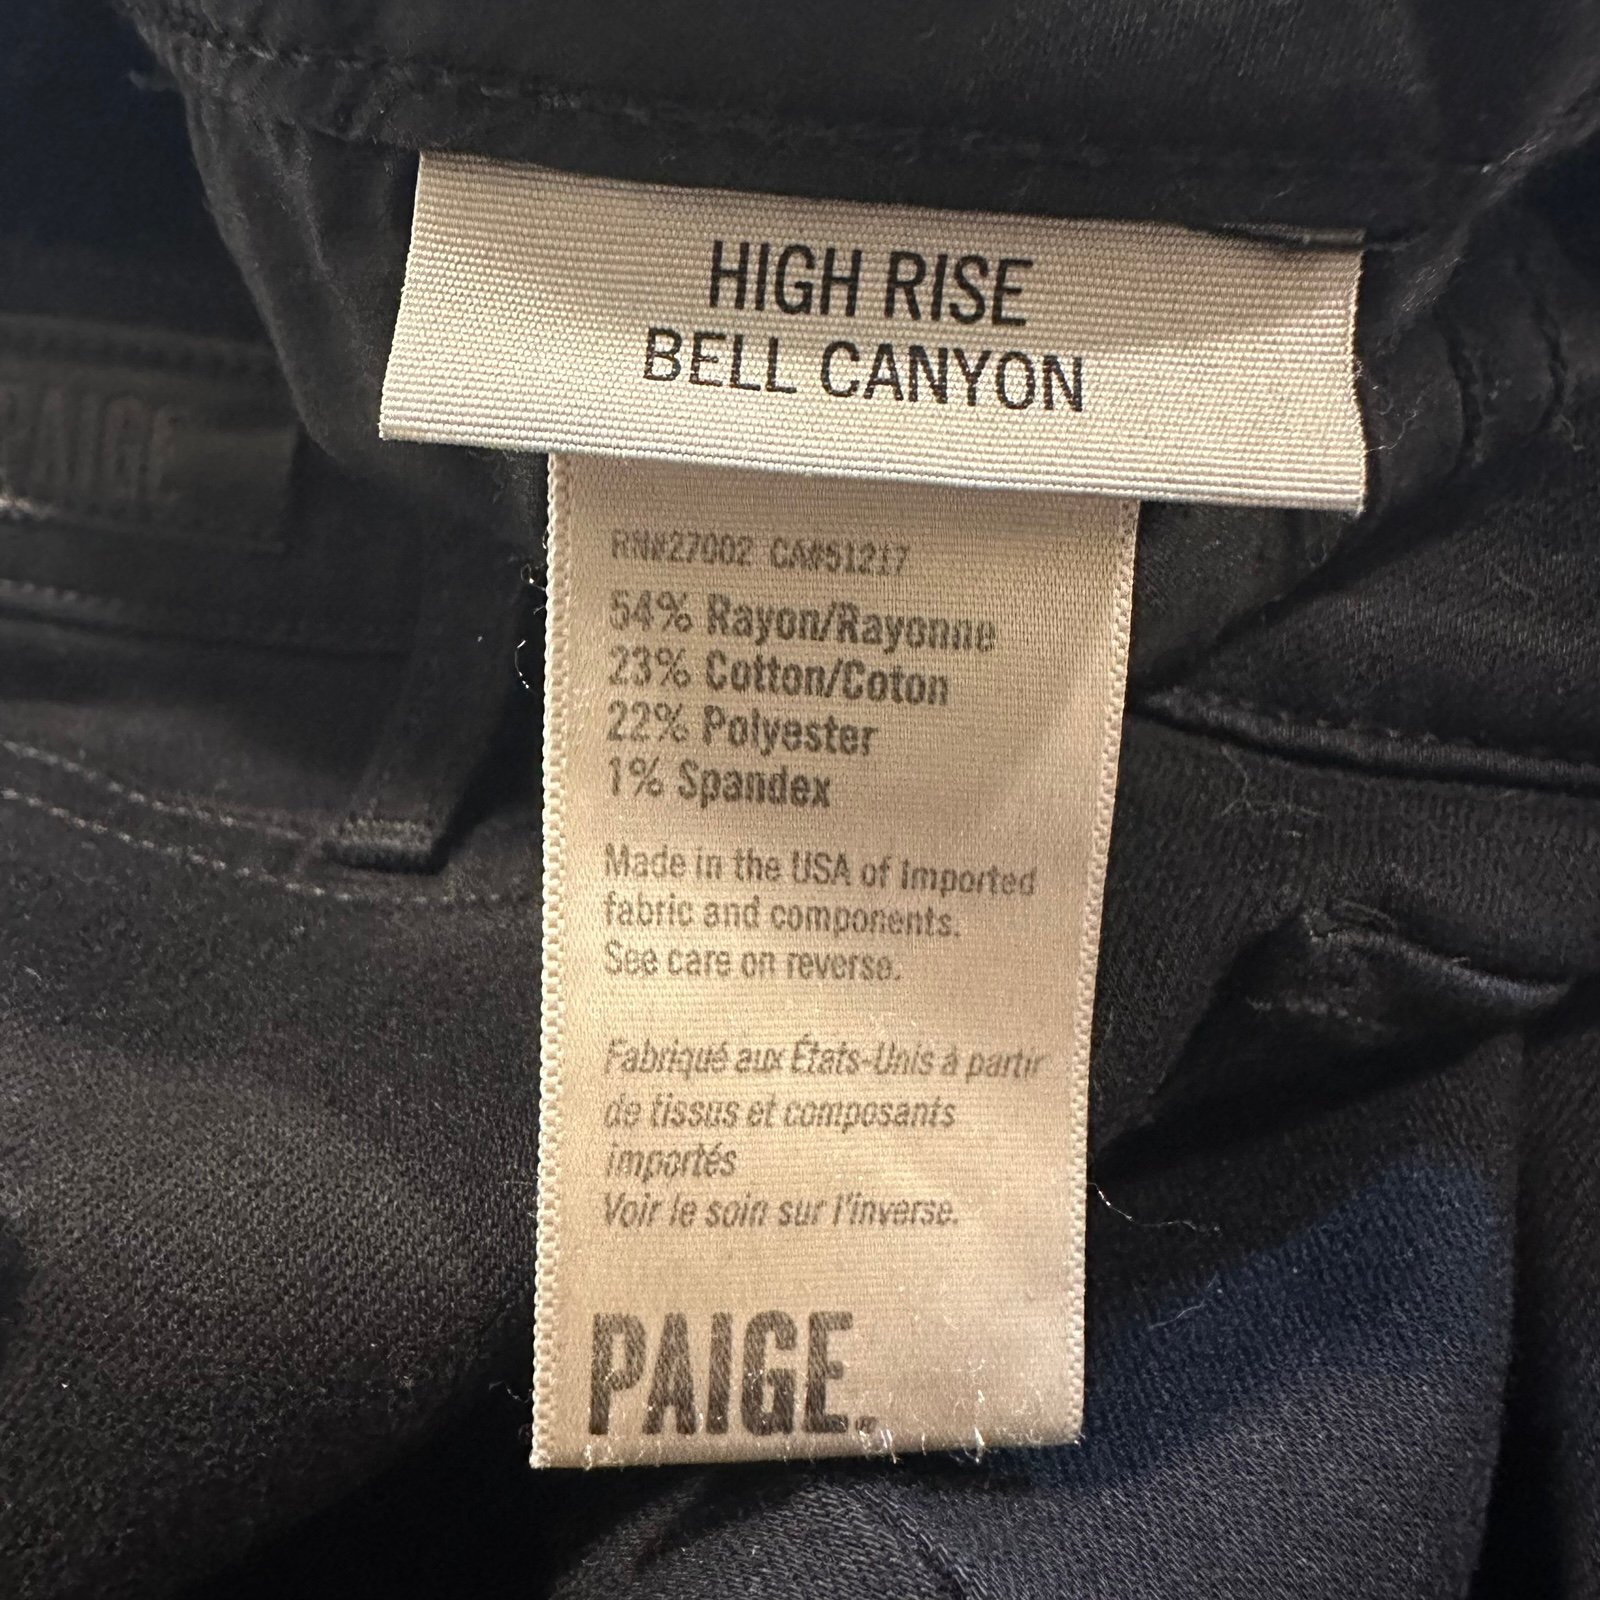 HIGH RISE
BELL CANYON
PAIGE
RN#27002 CA#51217
54% Rayon/Rayonne
23% Cotton/Coton
22% Polyester
1% Spandex
Made in the USA of Imported
fabric and components.
See care on reverse.
Fabriqué aux États-Unis à partir
de tissus et composants
importés
Voir le soin sur l'inverse.
PAIGE.